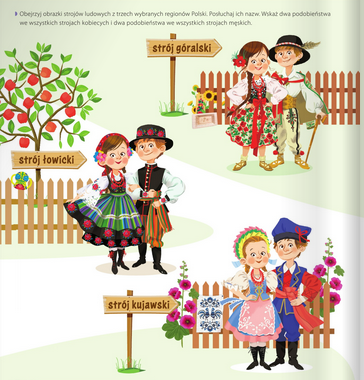 Obejrzyj obrazki strojów ludowych z trzech wybranych regionów Polski. Posłuchaj ich nazw. Wskaż dwa podobieństwa
we wszystkich strojach kobiecych i dwa podobieństwa we wszystkich strojach męskich.
strój góralski
strój łowicki
strój kujawski